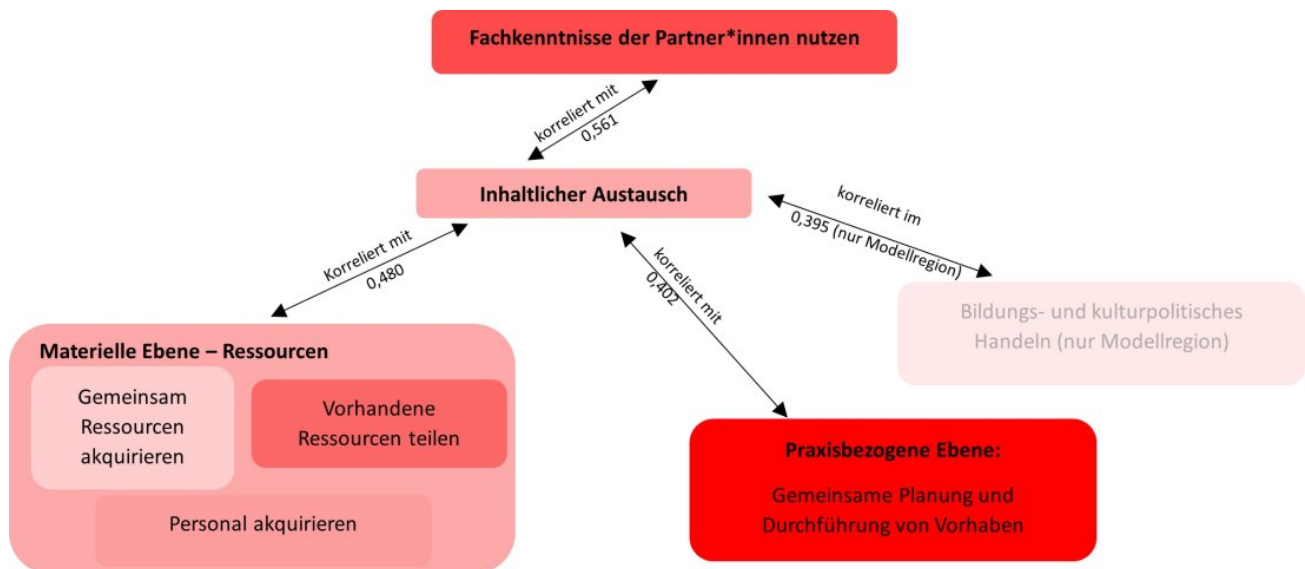 Fachkenntnisse der Partner*innen nutzen
korreliert mit
0,561
Inhaltlicher Austausch
korreliert im
0,395 (nur Modellregion)
Korreliert mit
0,480
korreliert mit
0,402
Bildungs- und kulturpolitisches
Handeln (nur Modellregion)
Materielle Ebene – Ressourcen
Gemeinsam
Ressourcen
akquirieren
Vorhandene
Ressourcen teilen
Personal akquirieren
Praxisbezogene Ebene:
Gemeinsame Planung und
Durchführung von Vorhaben